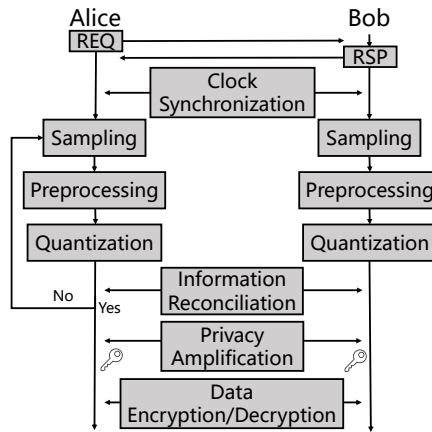 Alice
Bob
REQ
RSP
Clock
Synchronization
Sampling
Sampling
Preprocessing
Preprocessing
Quantization
Quantization
Information
Reconciliation
No
Yes
Privacy
Amplification
Data
Encryption/Decryption